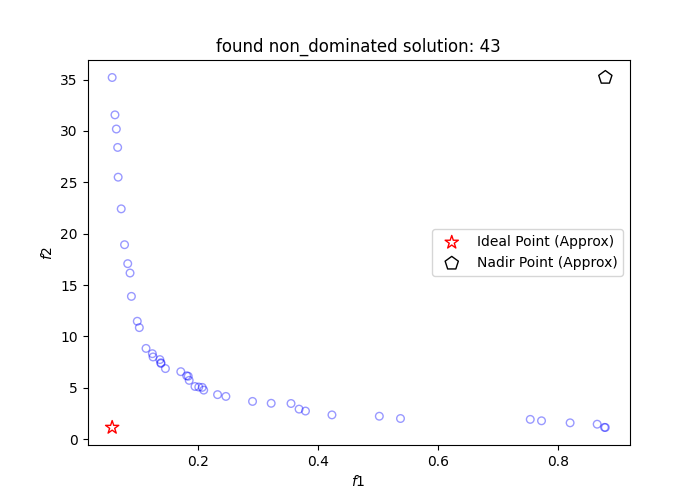 found non_dominated solution: 43
35
30
25
20
15
10
5
0
f2
Ideal Point (Approx)
Nadir Point (Approx)
0.2 0.4 0.6 0.8
f1